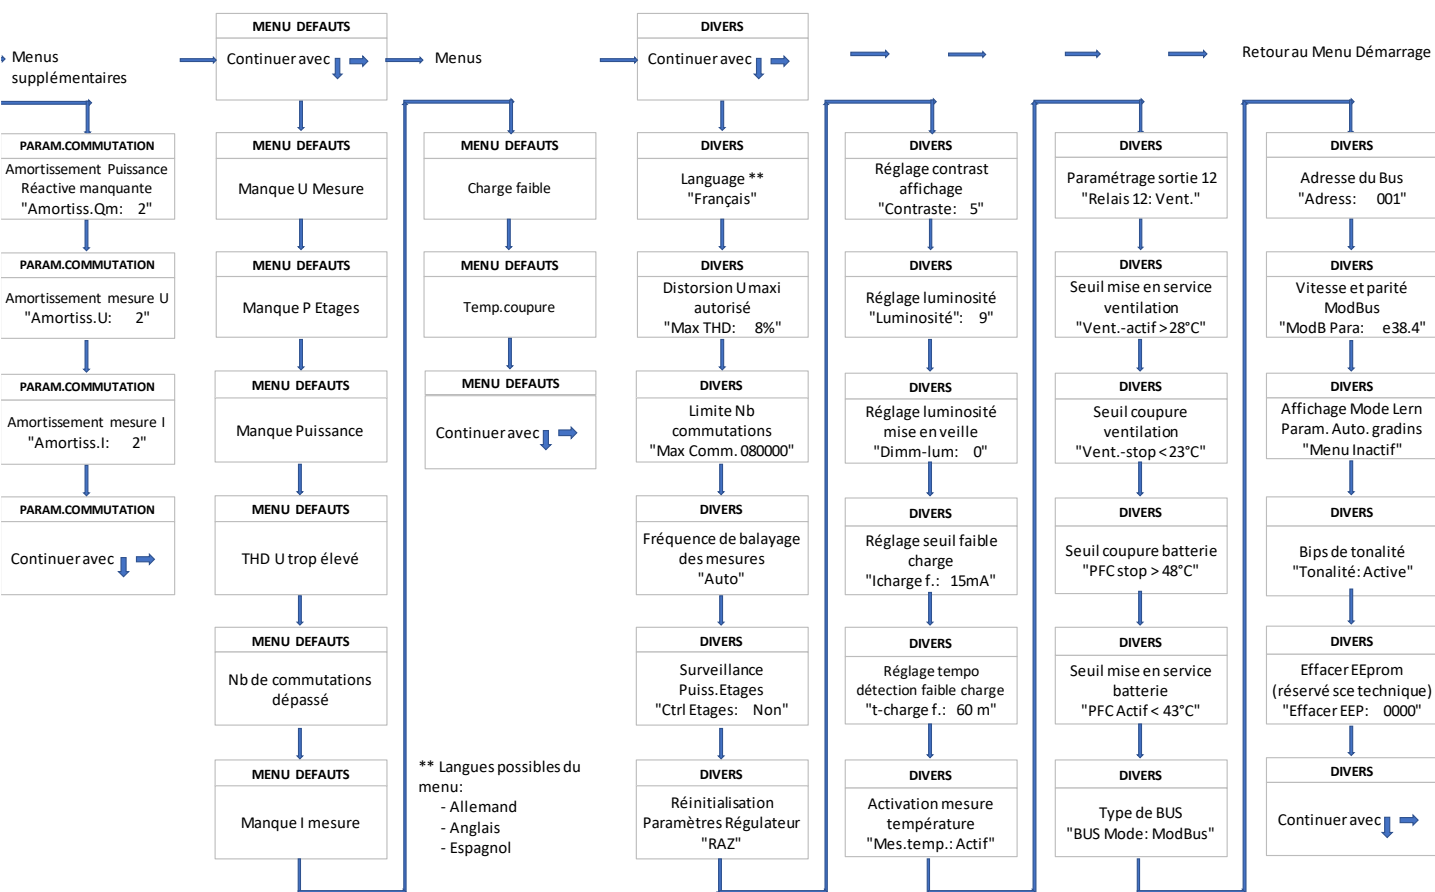 Menus
supplémentaires
PARAM.COMMUTATION
Amortissement Puissance
Réactive manquante
"Amortiss.Qm: 2"
PARAM.COMMUTATION
Amortissement mesure U
"Amortiss.U: 2"
PARAM.COMMUTATION
Amortissement mesure I
"Amortiss.I: 2"
PARAM.COMMUTATION
Continuer avec
MENU DEFAUTS
Continuer avec
MENU DEFAUTS
Manque U Mesure
MENU DEFAUTS
Manque P Etages
MENU DEFAUTS
Manque Puissance
MENU DEFAUTS
THD U trop élevé
MENU DEFAUTS
Nb de commutations
dépassé
MENU DEFAUTS
Manque I mesure
Menus
MENU DEFAUTS
Charge faible
MENU DEFAUTS
Temp.coupure
MENU DEFAUTS
Continuer avec
** Langues possibles du
menu:
- Allemand
- Anglais
- Espagnol
DIVERS
Continuer avec
DIVERS
Language **
"Français"
DIVERS
Distorsion U maxi
autorisé
"Max THD: 8%"
DIVERS
Limite Nb
commutations
"Max Comm. 080000"
DIVERS
Fréquence de balayage
des mesures
"Auto"
DIVERS
Surveillance
Puiss.Etages
"Ctrl Etages: Non"
DIVERS
Réinitialisation
Paramètres Régulateur
"RAZ"
DIVERS
Réglage contrast
affichage
"Contraste: 5"
DIVERS
Réglage luminosité
"Luminosité": 9"
DIVERS
Réglage luminosité
mise en veille
"Dimm-lum: 0"
DIVERS
Réglage seuil faible
charge
"Icharge f.: 15mA"
DIVERS
Réglage tempo
détection faible charge
"t-charge f.: 60 m"
DIVERS
Activation mesure
température
"Mes.temp.: Actif"
DIVERS
Paramétrage sortie 12
"Relais 12: Vent."
DIVERS
Seuil mise en service
ventilation
"Vent.-actif > 28°C"
DIVERS
Seuil coupure
ventilation
"Vent.-stop < 23°C"
DIVERS
Seuil coupure batterie
"PFC stop > 48°C"
DIVERS
Seuil mise en service
batterie
"PFC Actif < 43°C"
DIVERS
Type de BUS
"BUS Mode: ModBus"
Retour au Menu Démarrage
DIVERS
Adresse du Bus
"Adress: 001"
DIVERS
Vitesse et parité
ModBus
"ModB Para: e38.4"
DIVERS
Affichage Mode Lern
Param. Auto. gradins
"Menu Inactif"
DIVERS
Bips de tonalité
"Tonalité: Active"
DIVERS
Effacer EEprom
(réservé sce technique)
"Effacer EEP: 0000"
DIVERS
Continuer avec